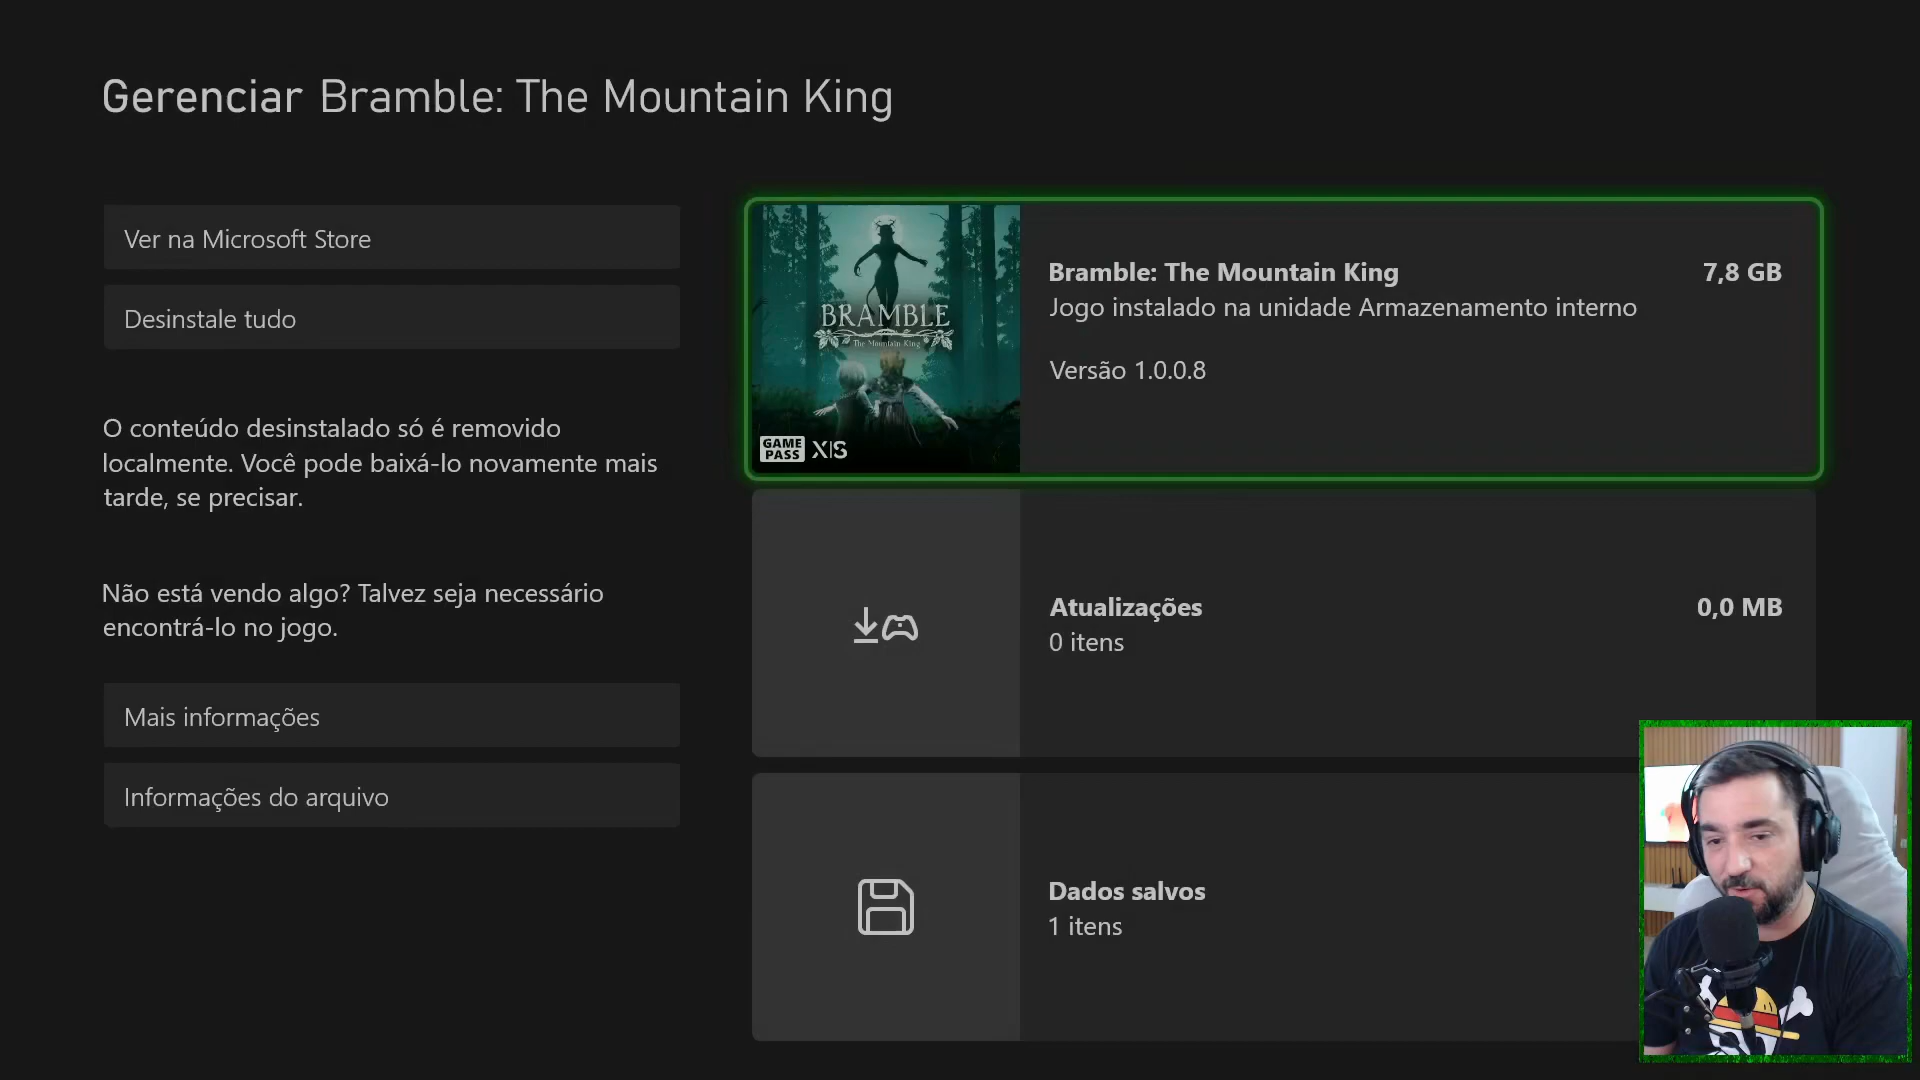 Gerenciar Bramble: The Mountain King
Ver na Microsoft Store
Desinstale tudo
O conteúdo desinstalado só é removido
localmente. Você pode baixá-lo novamente mais
tarde, se precisar.
Não está vendo algo? Talvez seja necessário
encontrá-lo no jogo.
Mais informações
Informações do arquivo
BRAMBLE
The Mountain King
GAME
PASS
X|S
Bramble: The Mountain King
7,8 GB
Jogo instalado na unidade Armazenamento interno
Versão 1.0.0.8
Atualizações
0,0 MB
0 itens
Dados salvos
1 itens